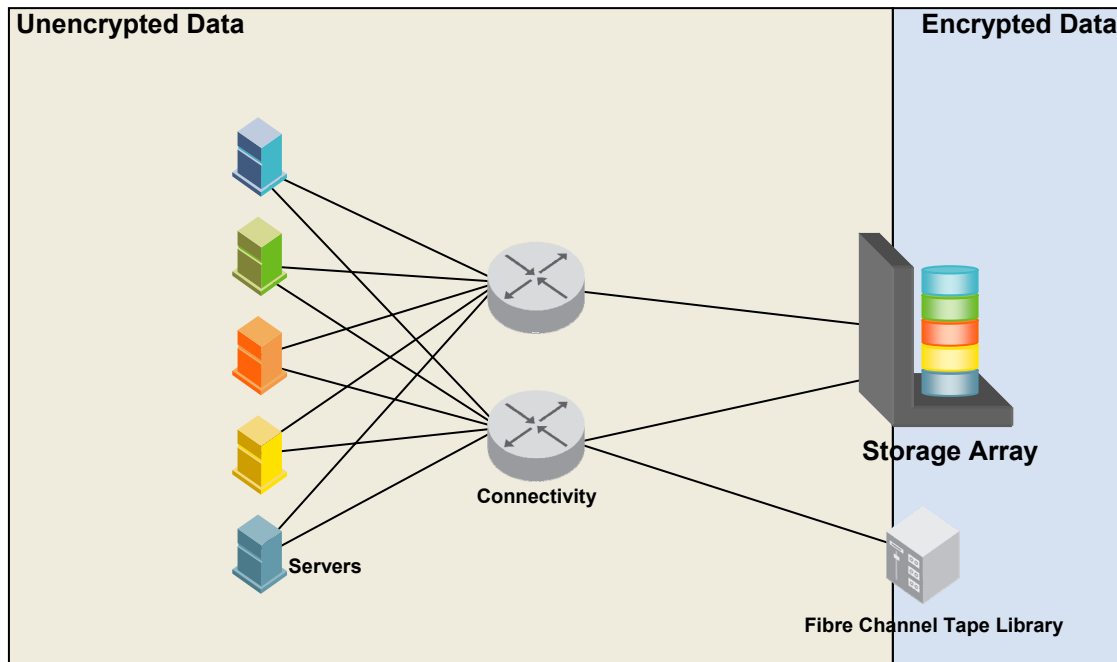 Unencrypted Data
Encrypted Data
Storage Array
Connectivity
Servers
Fibre Channel Tape Library